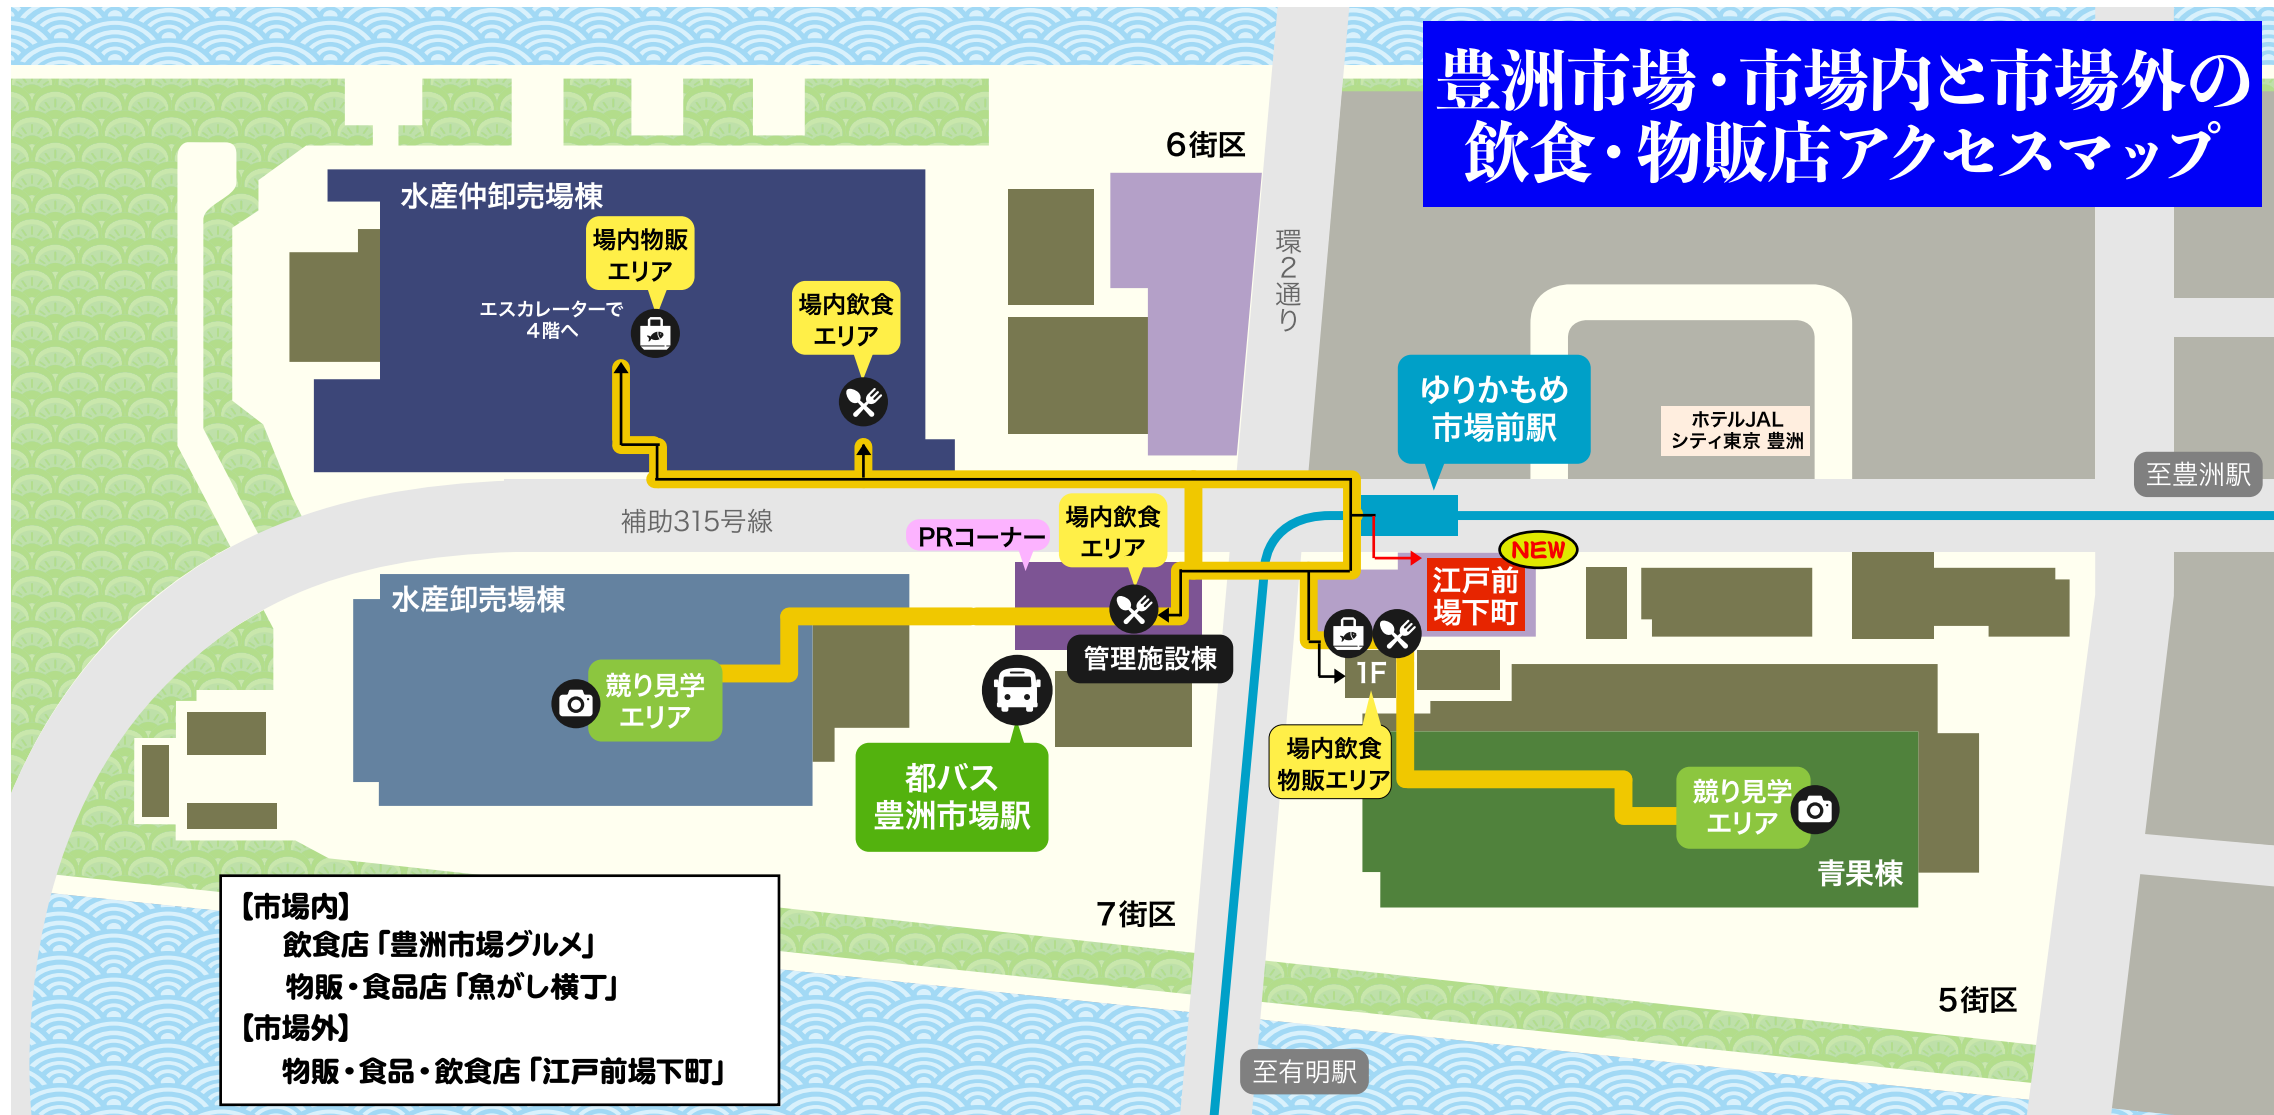 豊洲市場・市場内と市場外の
飲食・物販店アクセスマップ
6街区
水産仲卸売場棟
場内物販
エリア
エスカレーターで
4階へ
場内飲食
エリア
環2通り
ゆりかもめ
市場前駅
ホテルJAL
シティ東京 豊洲
至豊洲駅
補助315号線
PRコーナー
場内飲食
エリア
NEW
江戸前
場下町
水産卸売場棟
管理施設棟
1F
競り見学
エリア
場内飲食
物販エリア
都バス
豊洲市場駅
競り見学
エリア
青果棟
7街区
5街区
至有明駅
【市場内】
飲食店「豊洲市場グルメ」
物販・食品店「魚がし横丁」
【市場外】
物販・食品・飲食店「江戸前場下町」